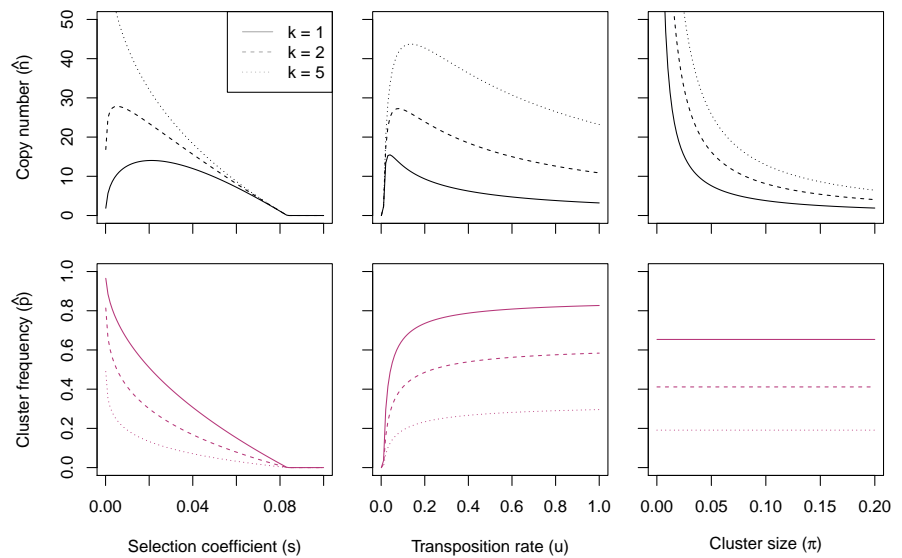 Copy number (n̂)
0 10 20 30 40 50
k = 1
k = 2
k = 5
Cluster frequency (p̂)
0.0 0.2 0.4 0.6 0.8 1.0
0.00 0.04 0.08
0.0 0.2 0.4 0.6 0.8 1.0
0.00 0.05 0.10 0.15 0.20
Selection coefficient (s)
Transposition rate (u)
Cluster size (π)